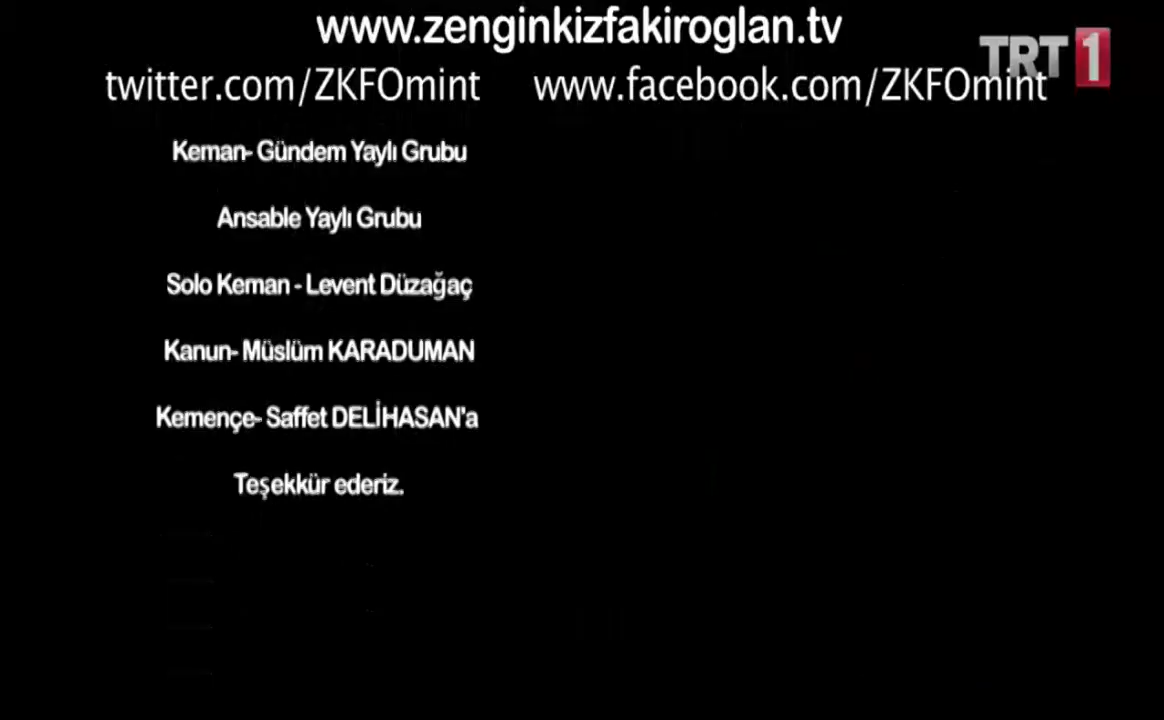 www.zenginkizfakiroglan.tv
TRT 1
twitter.com/ZKFOmint www.facebook.com/ZKFOmint
Keman- Gündem Yaylı Grubu
Ansable Yaylı Grubu
Solo Keman - Levent Düzağaç
Kanun- Müslüm KARADUMAN
Kemençe- Saffet DELİHASAN'a
Teşekkür ederiz.